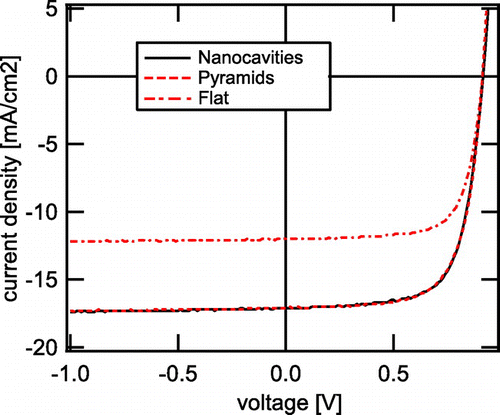 5
0
-5
-10
-15
-20
current density [mA/cm2]
Nanocavities
Pyramids
Flat
-1.0 -0.5 0.0 0.5
voltage [V]